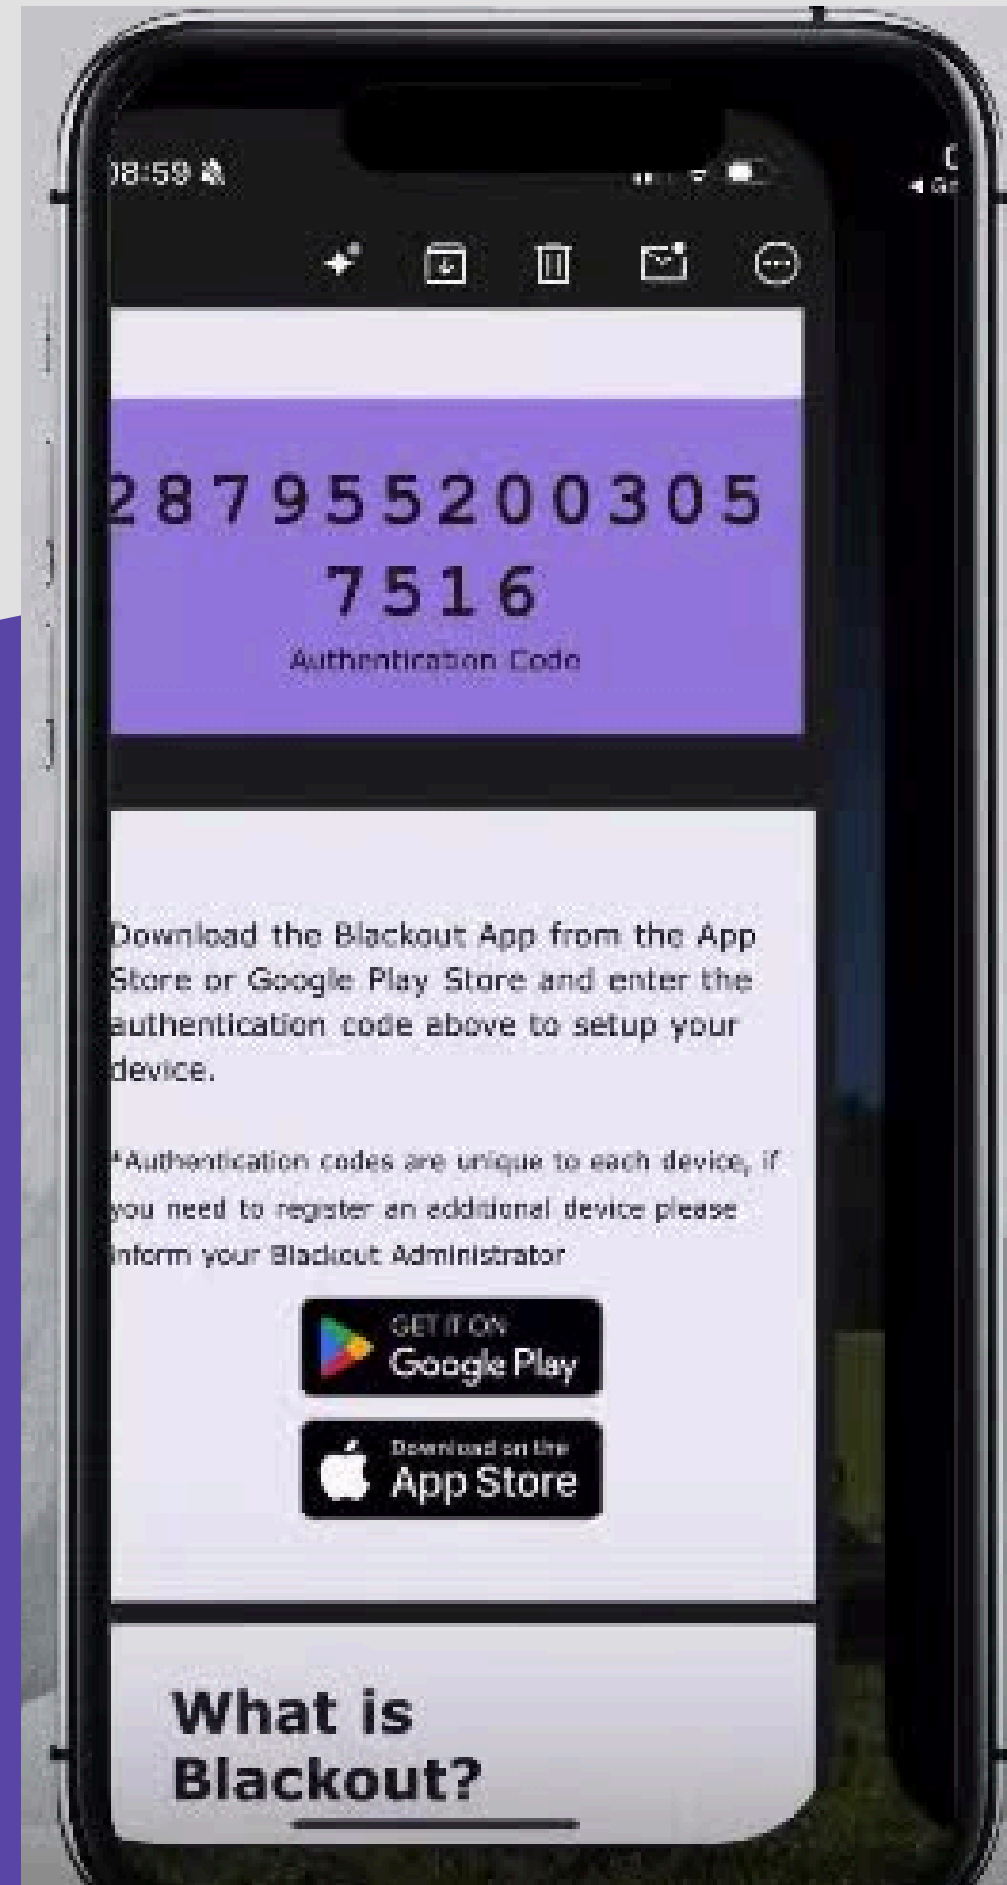 08:59
287955200305
7516
Authentication Code
Download the Blackout App from the App
Store or Google Play Store and enter the
authentication code above to setup your
device.
*Authentication codes are unique to each device, if
you need to register an additional device please
inform your Blackout Administrator
GET IT ON
Google Play
Download on the
App Store
What is
Blackout?